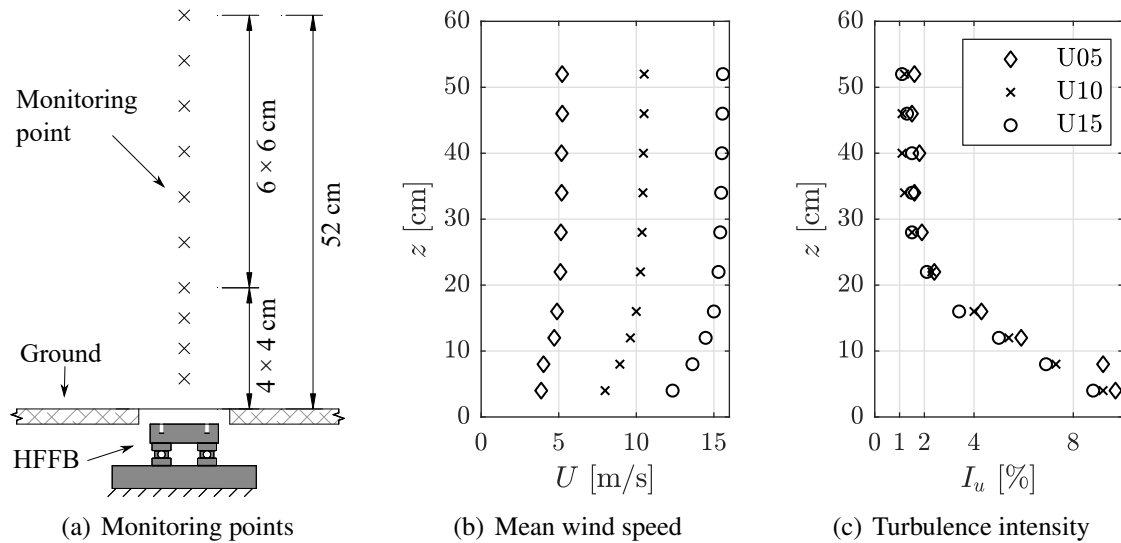 Monitoring
point
6 × 6 cm
52 cm
4 × 4 cm
Ground
HFFB
(a) Monitoring points
60
50
40
30
20
10
0
z [cm]
0 5 10 15
U [m/s]
(b) Mean wind speed
60
50
40
30
20
10
0
z [cm]
U05
U10
U15
0 1 2 8
I_u [%]
(c) Turbulence intensity